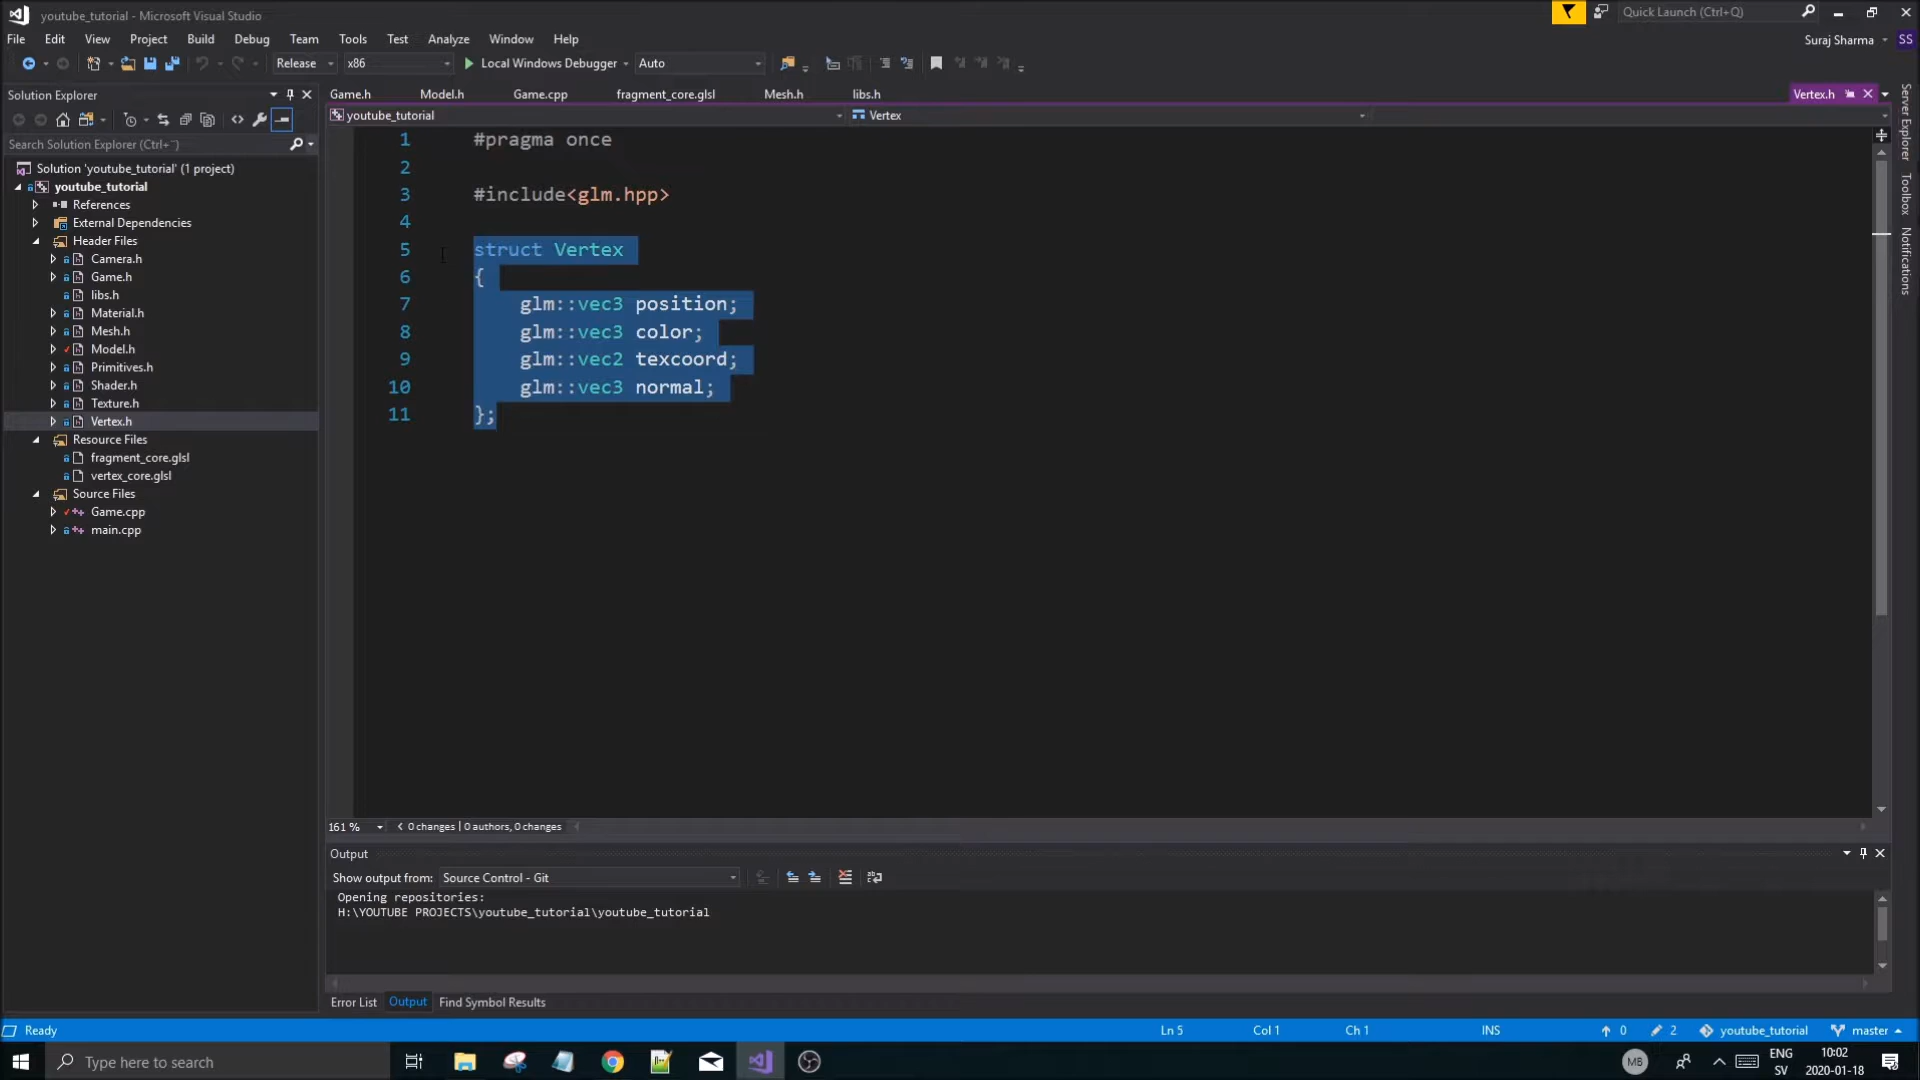 youtube_tutorial - Microsoft Visual Studio
Quick Launch (Ctrl+Q)
File Edit View Project Build Debug Team Tools Test Analyze Window Help
Suraj Sharma SS
Release x86 Local Windows Debugger Auto
Solution Explorer
Game.h Model.h Game.cpp fragment_core.glsl Mesh.h libs.h Vertex.h
youtube_tutorial Vertex
Search Solution Explorer (Ctrl+¨)
Solution 'youtube_tutorial' (1 project)
youtube_tutorial
References
External Dependencies
Header Files
Camera.h
Game.h
libs.h
Material.h
Mesh.h
Model.h
Primitives.h
Shader.h
Texture.h
Vertex.h
Resource Files
fragment_core.glsl
vertex_core.glsl
Source Files
Game.cpp
main.cpp
1 #pragma once
2
3 #include<glm.hpp>
4
5 struct Vertex
6 {
7 glm::vec3 position;
8 glm::vec3 color;
9 glm::vec2 texcoord;
10 glm::vec3 normal;
11 };
161 % 0 changes | 0 authors, 0 changes
Output
Show output from: Source Control - Git
Opening repositories:
H:\YOUTUBE PROJECTS\youtube_tutorial\youtube_tutorial
Error List Output Find Symbol Results
Server Explorer
Toolbox
Notifications
Ready Ln 5 Col 1 Ch 1 INS 0 2 youtube_tutorial master
Type here to search
MB
ENG
SV
10:02
2020-01-18